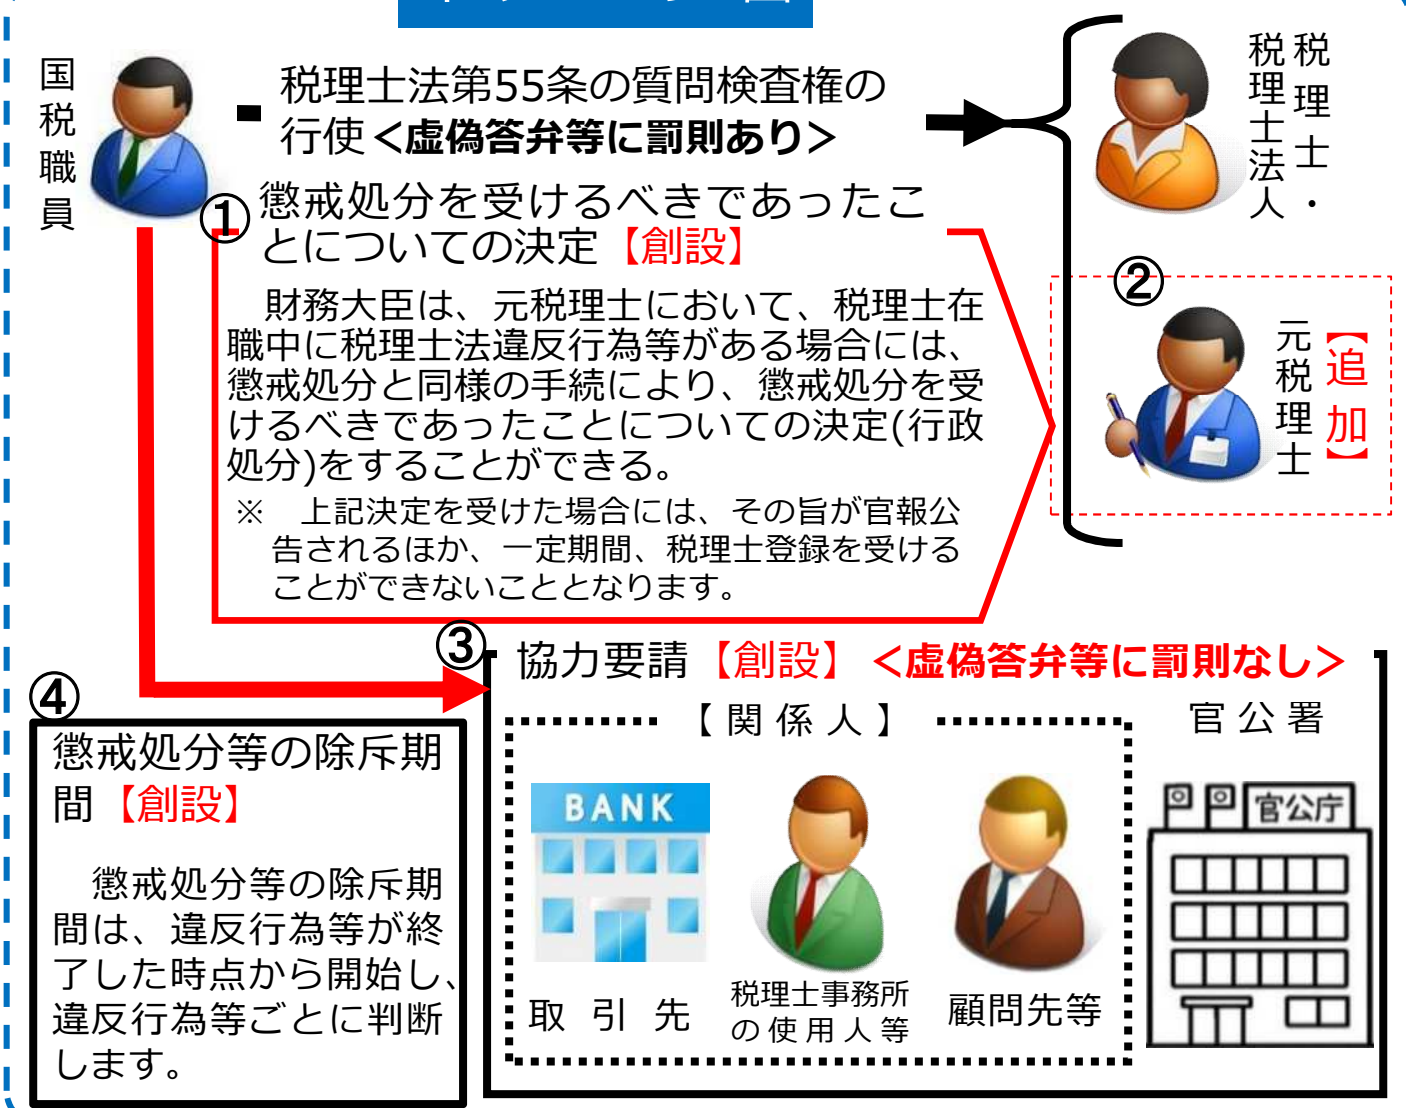 国税職員
税理士法第55条の質問検査権の
行使<虚偽答弁等に罰則あり>
税理士・
税理士法人
①
懲戒処分を受けるべきであったこ
とについての決定【創設】
財務大臣は、元税理士において、税理士在
職中に税理士法違反行為等がある場合には、
懲戒処分と同様の手続により、懲戒処分を受
けるべきであったことについての決定(行政
処分)をすることができる。
※ 上記決定を受けた場合には、その旨が官報公
告されるほか、一定期間、税理士登録を受ける
ことができないこととなります。
②
元税理士
【追加】
③
協力要請【創設】<虚偽答弁等に罰則なし>
【関係人】
官公署
BANK
官公庁
取引先
税理士事務所
の使用人等
顧問先等
④
懲戒処分等の除斥期
間【創設】
懲戒処分等の除斥期
間は、違反行為等が終
了した時点から開始し、
違反行為等ごとに判断
します。